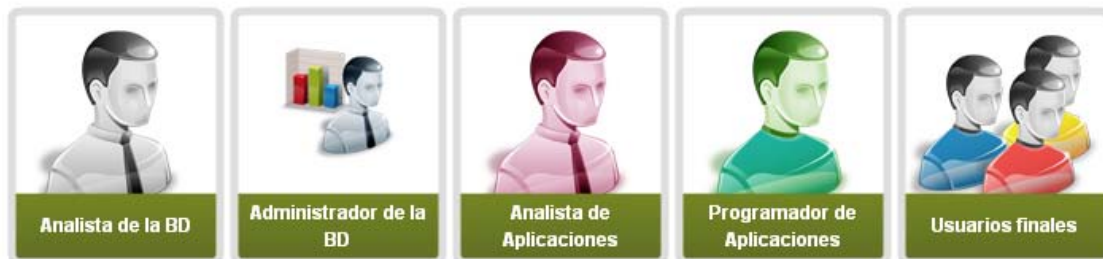 Analista de la BD
Administrador de la
BD
Analista de
Aplicaciones
Programador de
Aplicaciones
Usuarios finales